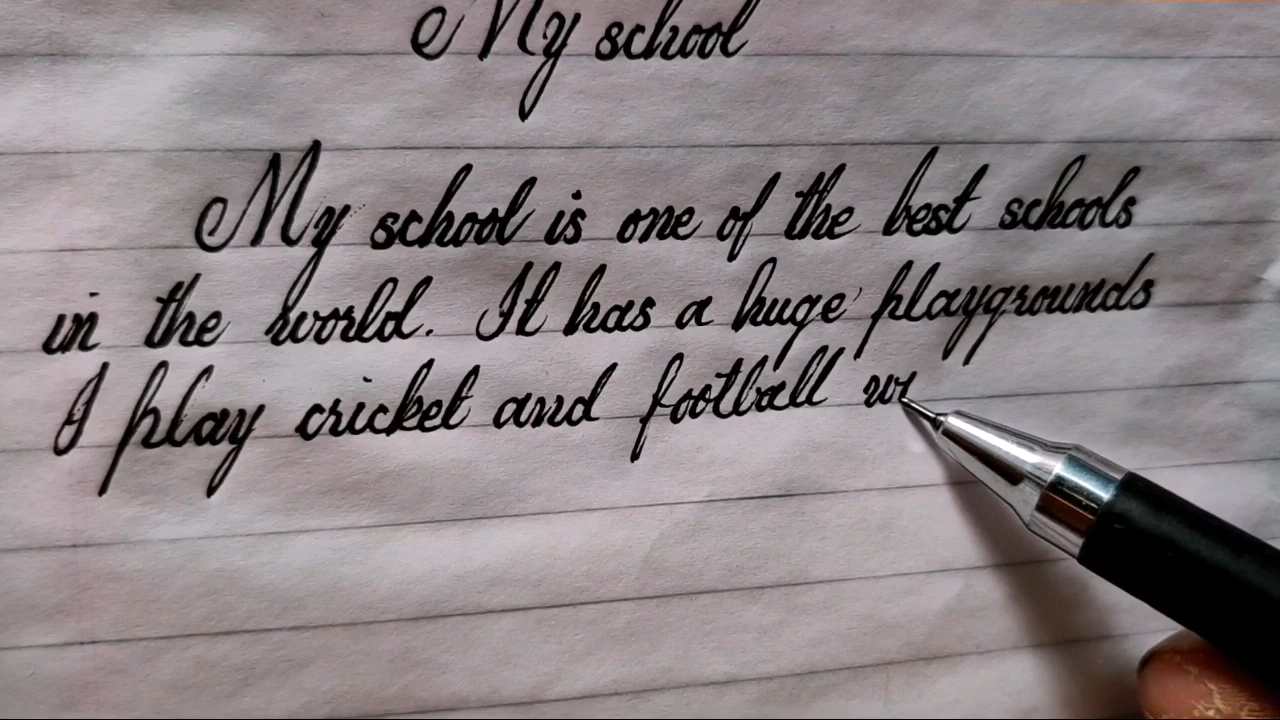 My school
My school is one of the best schools
in the world. It has a huge playgrounds
I play cricket and football